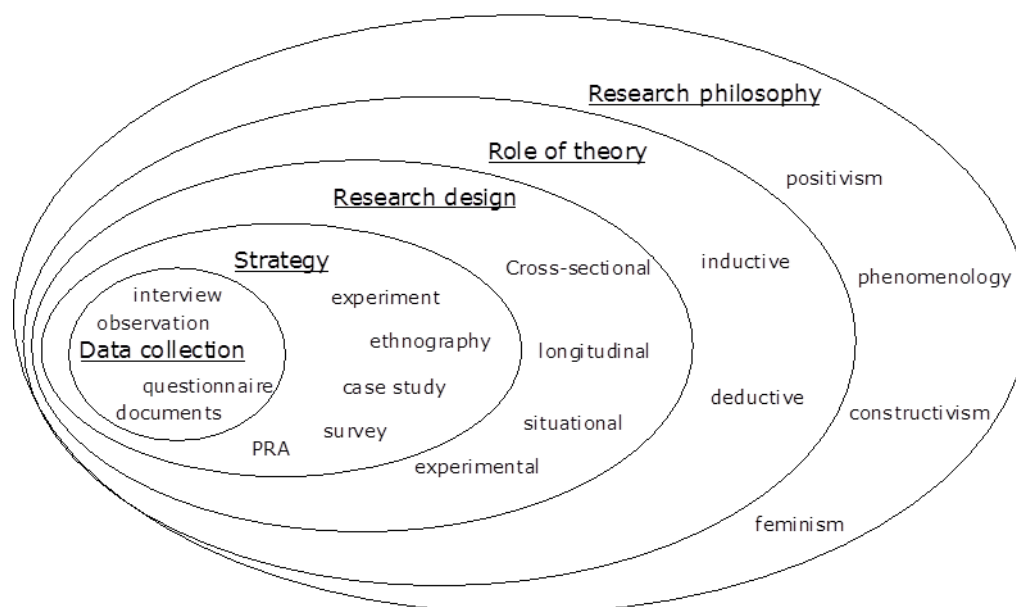 Research philosophy
Role of theory
positivism
Research design
Strategy
Cross-sectional
inductive
phenomenology
interview
experiment
observation
ethnography
Data collection
longitudinal
questionnaire
case study
deductive
documents
constructivism
survey
situational
PRA
experimental
feminism